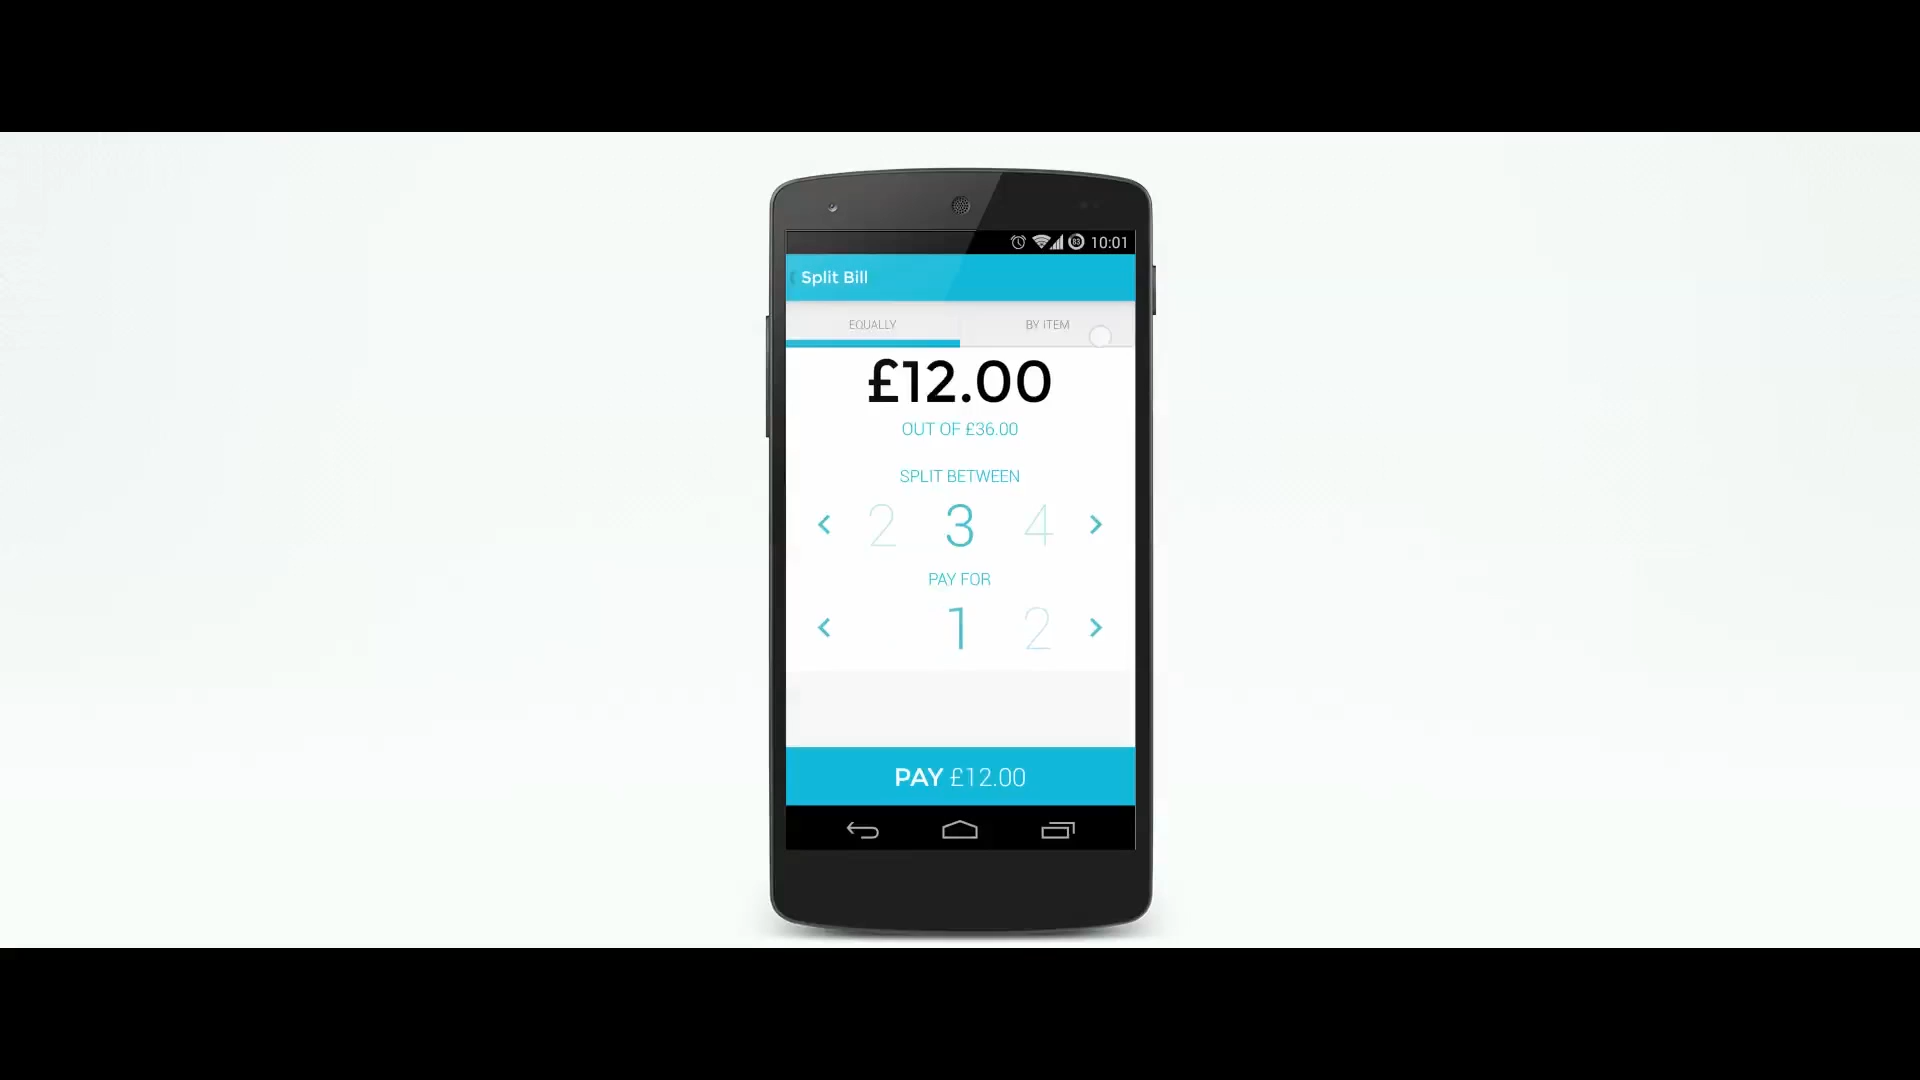 83 10:01
Split Bill
EQUALLY BY ITEM
£12.00
OUT OF £36.00
SPLIT BETWEEN
2 3 4
PAY FOR
1 2
PAY £12.00